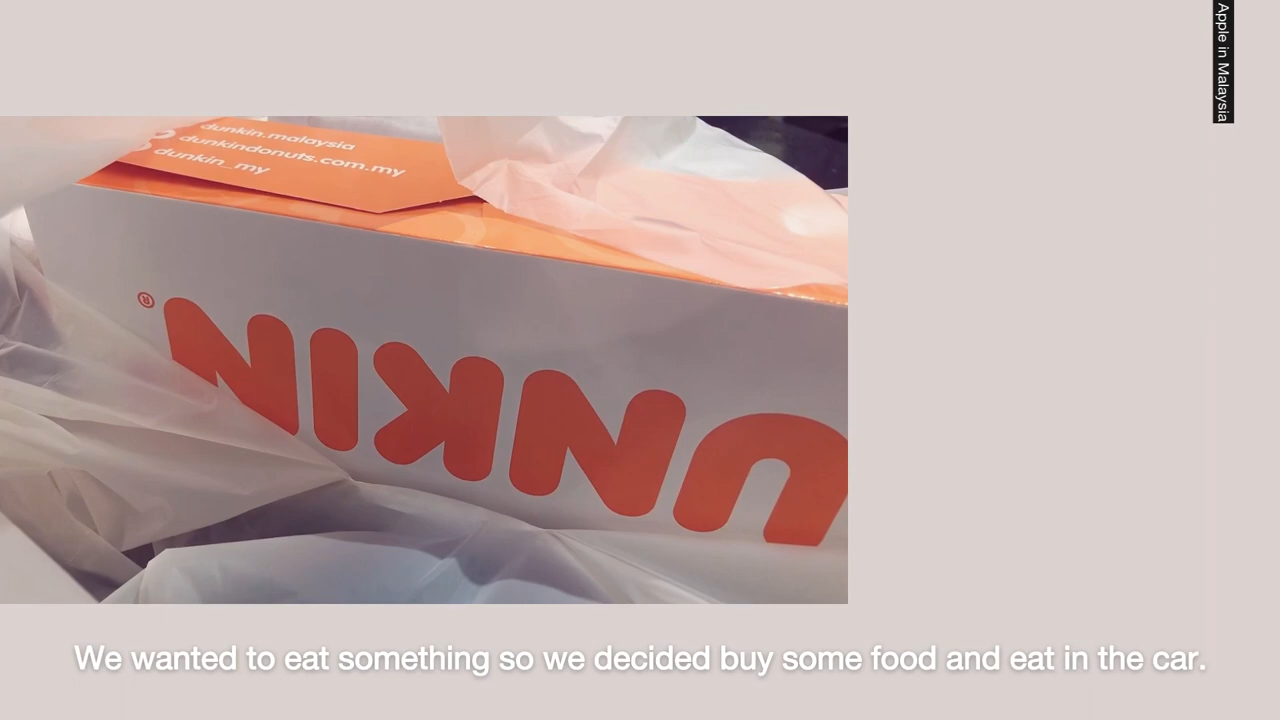 Apple in Malaysia
dunkin.malaysia
dunkindonuts.com.my
dunkin_my
UNKIN®
We wanted to eat something so we decided buy some food and eat in the car.